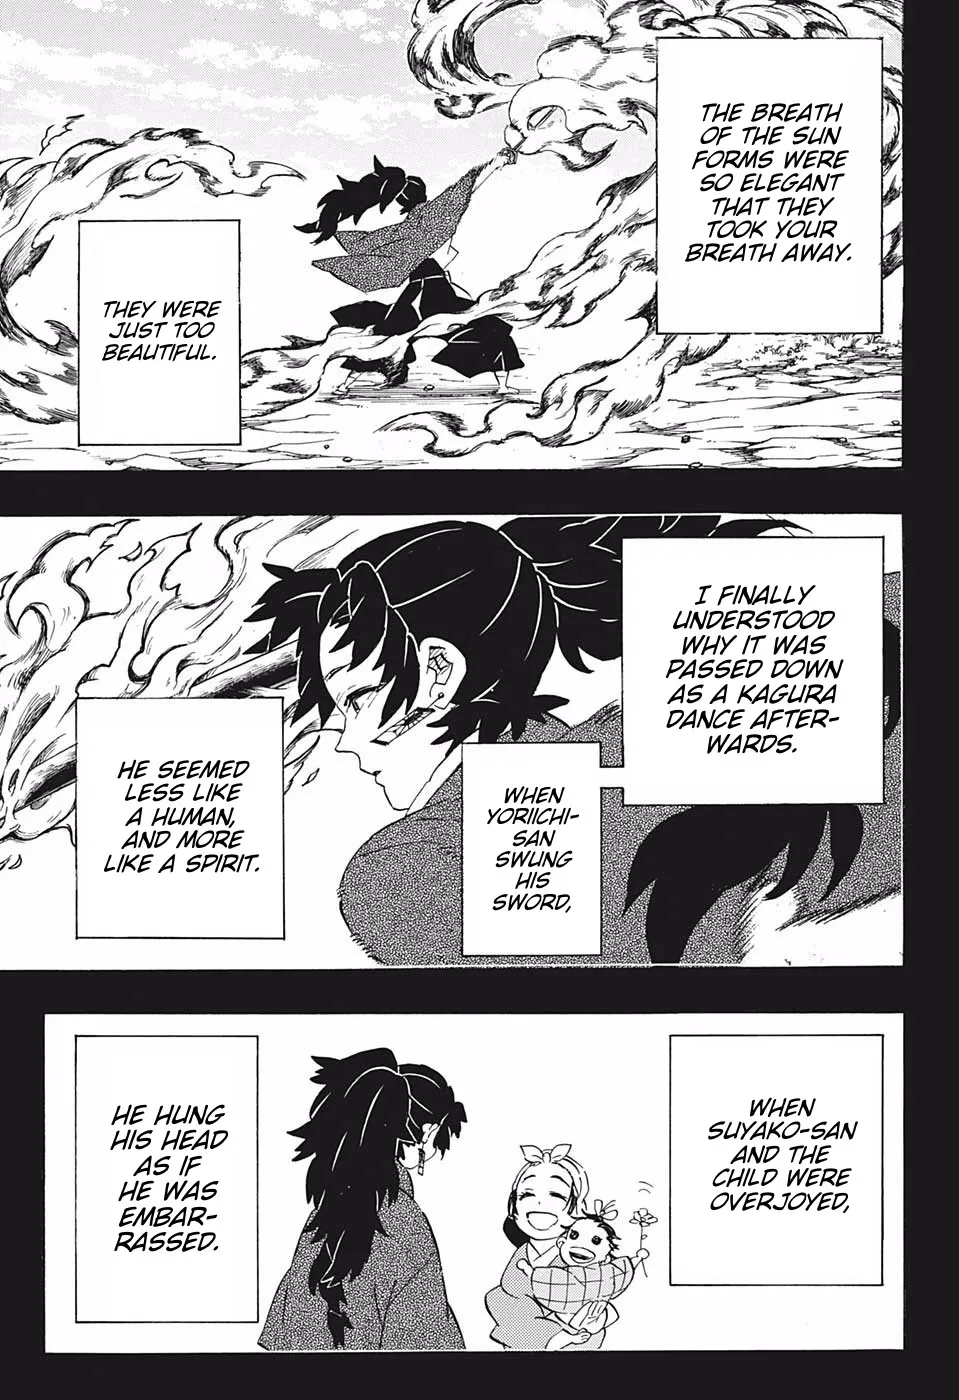 THE BREATH
OF THE SUN
FORMS WERE
SO ELEGANT
THAT THEY
TOOK YOUR
BREATH AWAY.
THEY WERE
JUST TOO
BEAUTIFUL.
I FINALLY
UNDERSTOOD
WHY IT WAS
PASSED DOWN
AS A KAGURA
DANCE AFTER-
WARDS.
WHEN
YORIICHI-
SAN
SWUNG
HIS
SWORD,
HE SEEMED
LESS LIKE
A HUMAN,
AND MORE
LIKE A SPIRIT.
WHEN
SUYAKO-SAN
AND THE
CHILD WERE
OVERJOYED,
HE HUNG
HIS HEAD
AS IF
HE WAS
EMBAR-
RASSED.